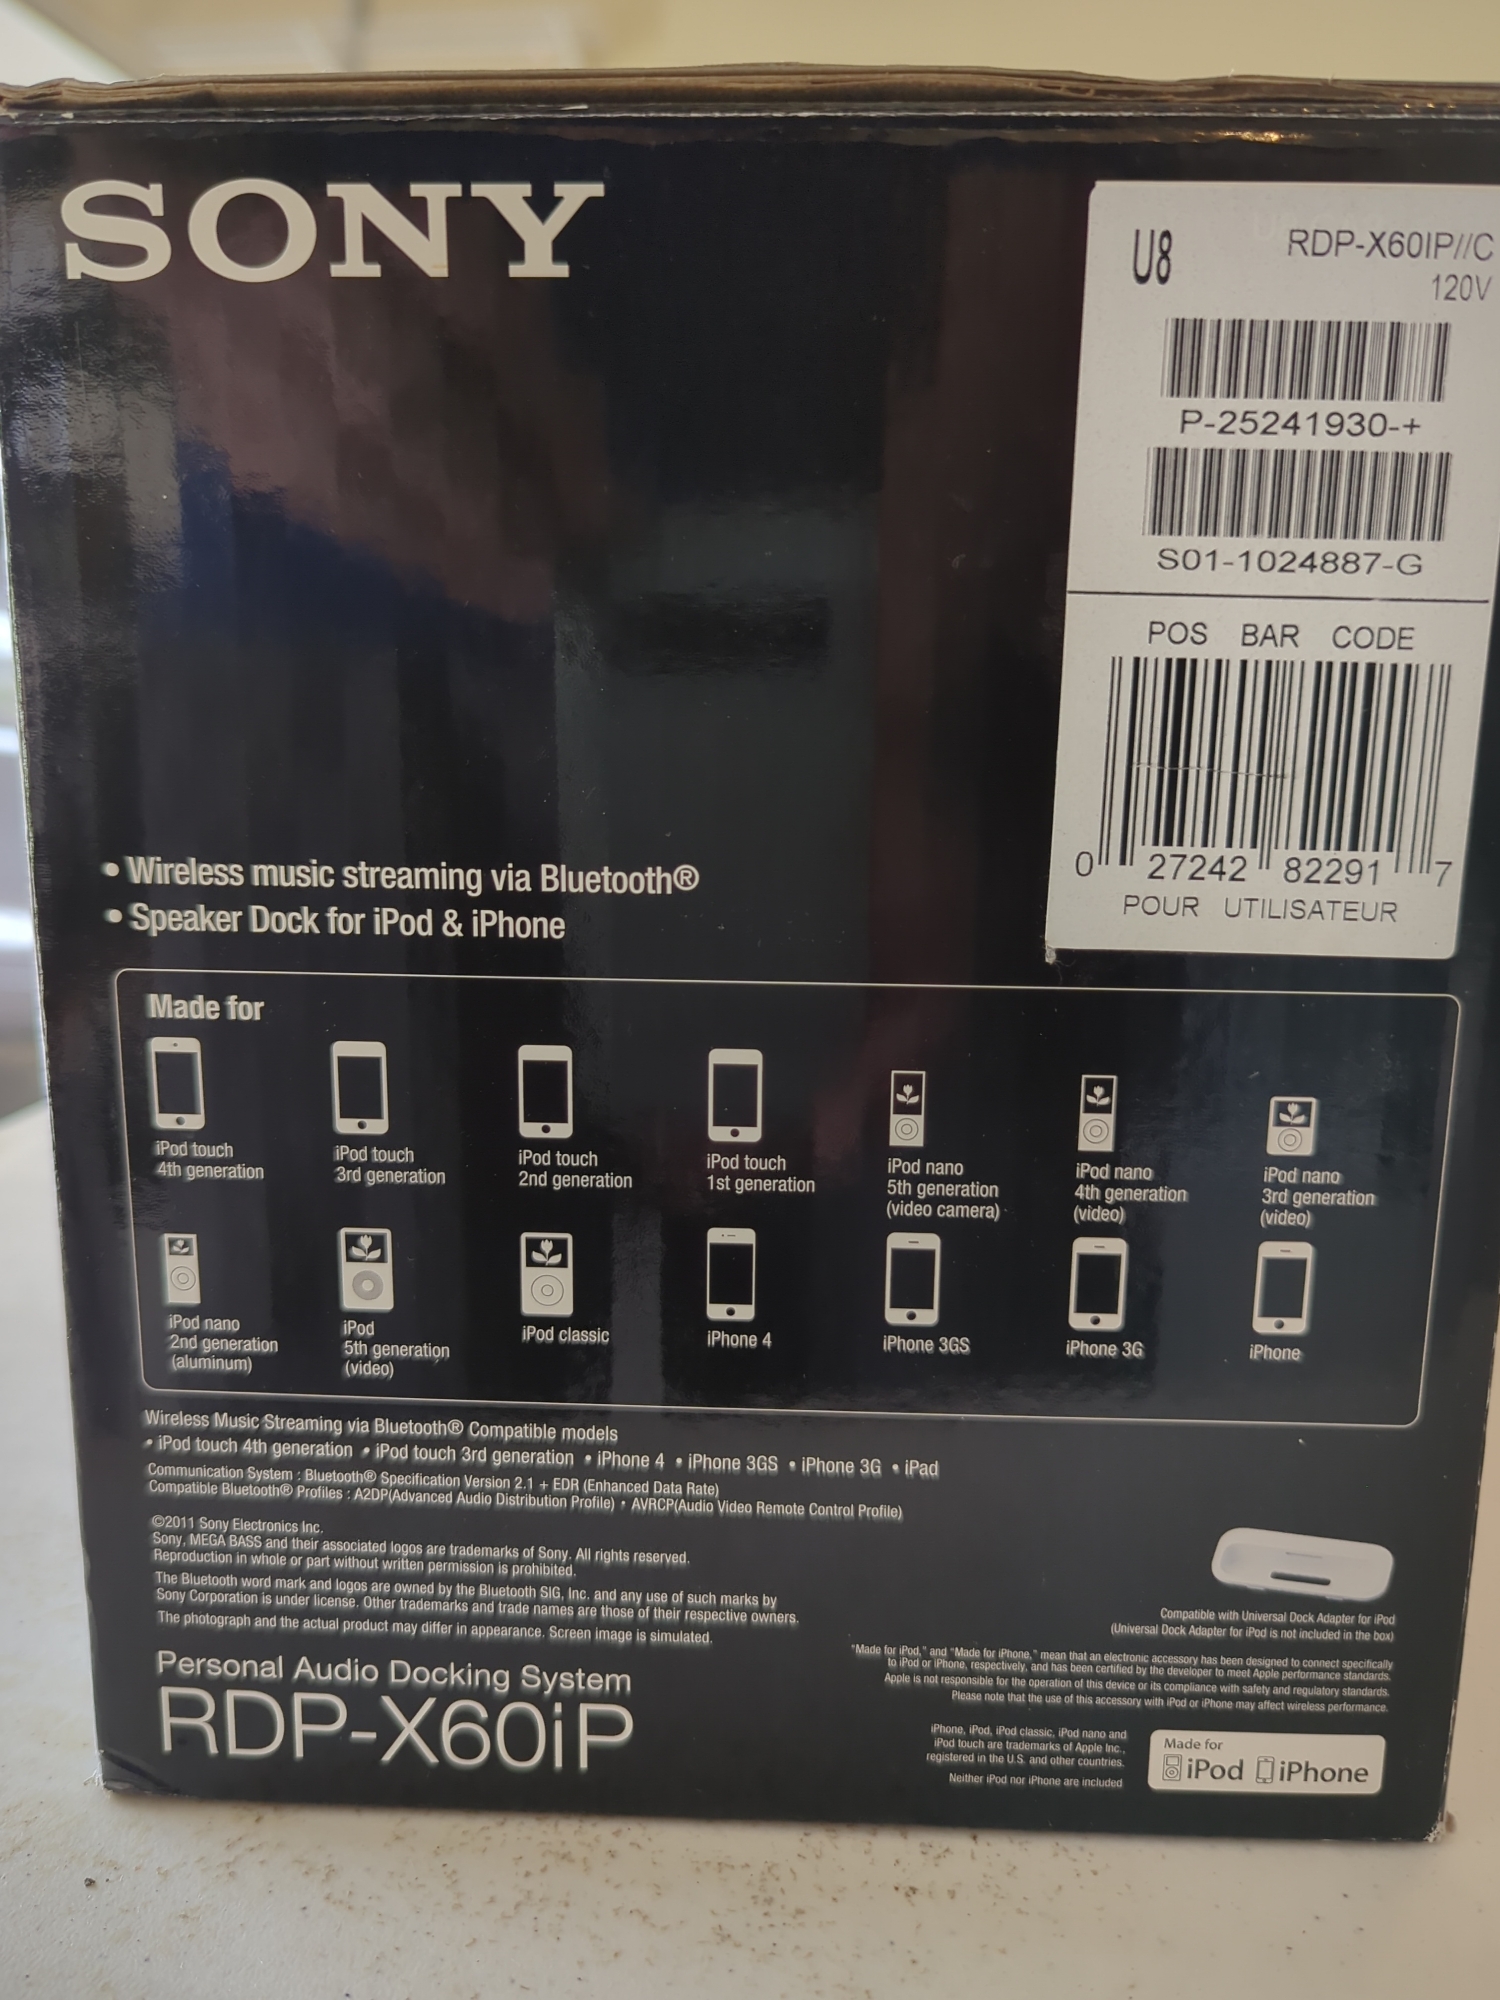 SONY
U8 RDP-X60IP//C
120V
P-25241930-+
S01-1024887-G
POS BAR CODE
0 27242 82291 7
POUR UTILISATEUR
• Wireless music streaming via Bluetooth®
• Speaker Dock for iPod & iPhone
Made for
iPod touch
4th generation
iPod touch
3rd generation
iPod touch
2nd generation
iPod touch
1st generation
iPod nano
5th generation
(video camera)
iPod nano
4th generation
(video)
iPod nano
3rd generation
(video)
iPod nano
2nd generation
(aluminum)
iPod
5th generation
(video)
iPod classic
iPhone 4
iPhone 3GS
iPhone 3G
iPhone
Wireless Music Streaming via Bluetooth® Compatible models
• iPod touch 4th generation • iPod touch 3rd generation • iPhone 4 • iPhone 3GS • iPhone 3G • iPad
Communication System : Bluetooth® Specification Version 2.1 + EDR (Enhanced Data Rate)
Compatible Bluetooth® Profiles : A2DP(Advanced Audio Distribution Profile) • AVRCP(Audio Video Remote Control Profile)
©2011 Sony Electronics Inc.
Sony, MEGA BASS and their associated logos are trademarks of Sony. All rights reserved.
Reproduction in whole or part without written permission is prohibited.
The Bluetooth word mark and logos are owned by the Bluetooth SIG, Inc. and any use of such marks by
Sony Corporation is under license. Other trademarks and trade names are those of their respective owners.
The photograph and the actual product may differ in appearance. Screen image is simulated.
Personal Audio Docking System
RDP-X60iP
Compatible with Universal Dock Adapter for iPod
(Universal Dock Adapter for iPod is not included in the box)
"Made for iPod," and "Made for iPhone," mean that an electronic accessory has been designed to connect specifically
to iPod or iPhone, respectively, and has been certified by the developer to meet Apple performance standards.
Apple is not responsible for the operation of this device or its compliance with safety and regulatory standards.
Please note that the use of this accessory with iPod or iPhone may affect wireless performance.
iPhone, iPod, iPod classic, iPod nano and
iPod touch are trademarks of Apple Inc.,
registered in the U.S. and other countries.
Neither iPod nor iPhone are included
Made for
iPod iPhone